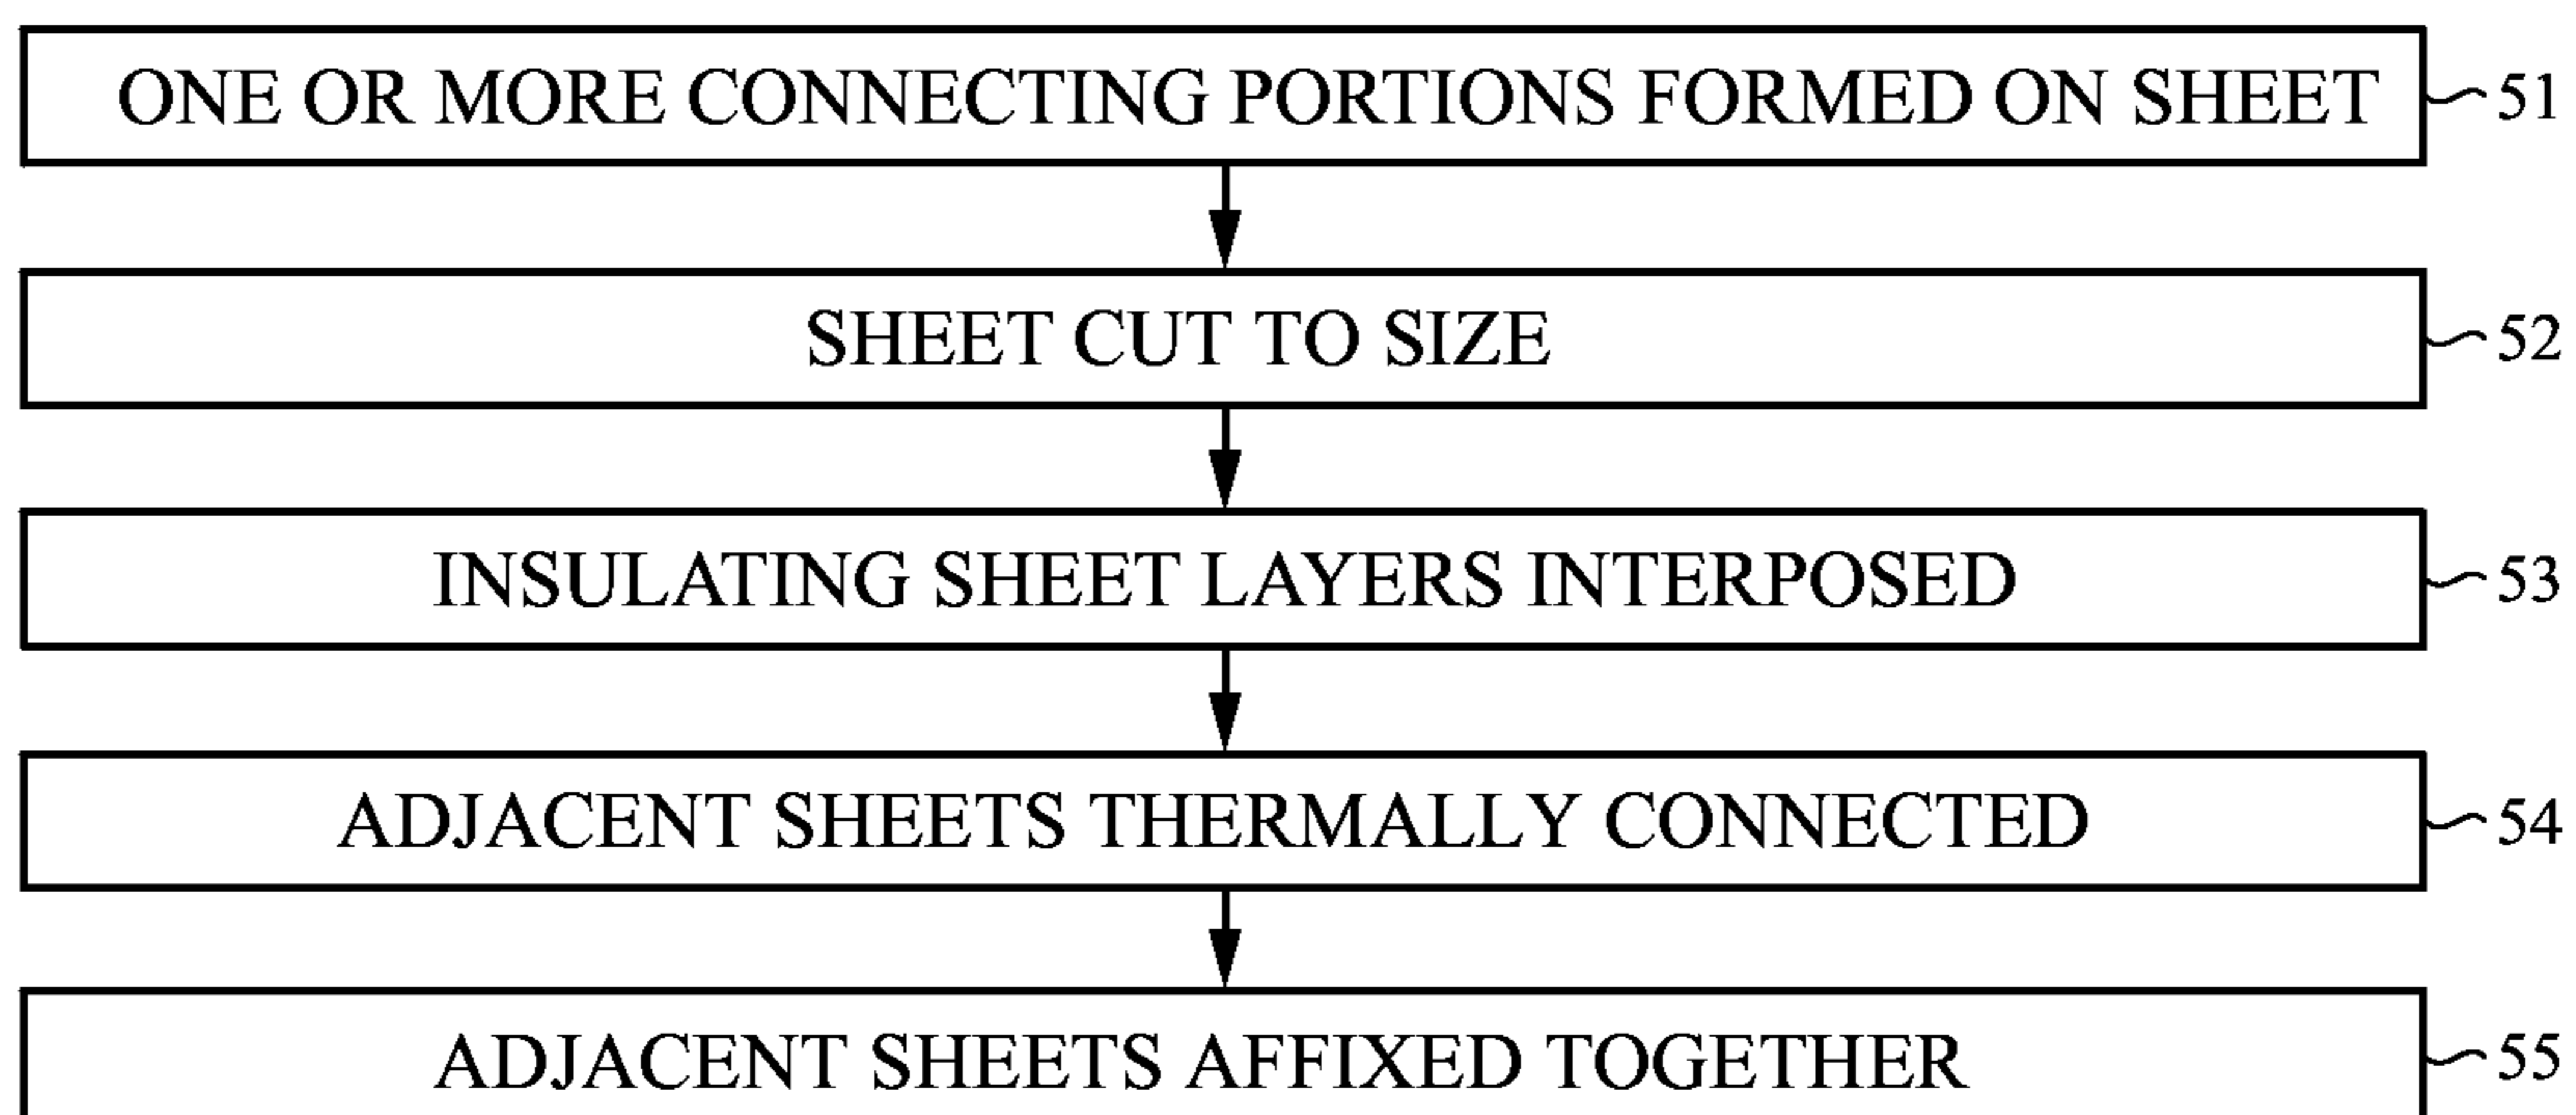 ONE OR MORE CONNECTING PORTIONS FORMED ON SHEET 51
SHEET CUT TO SIZE 52
INSULATING SHEET LAYERS INTERPOSED 53
ADJACENT SHEETS THERMALLY CONNECTED 54
ADJACENT SHEETS AFFIXED TOGETHER 55